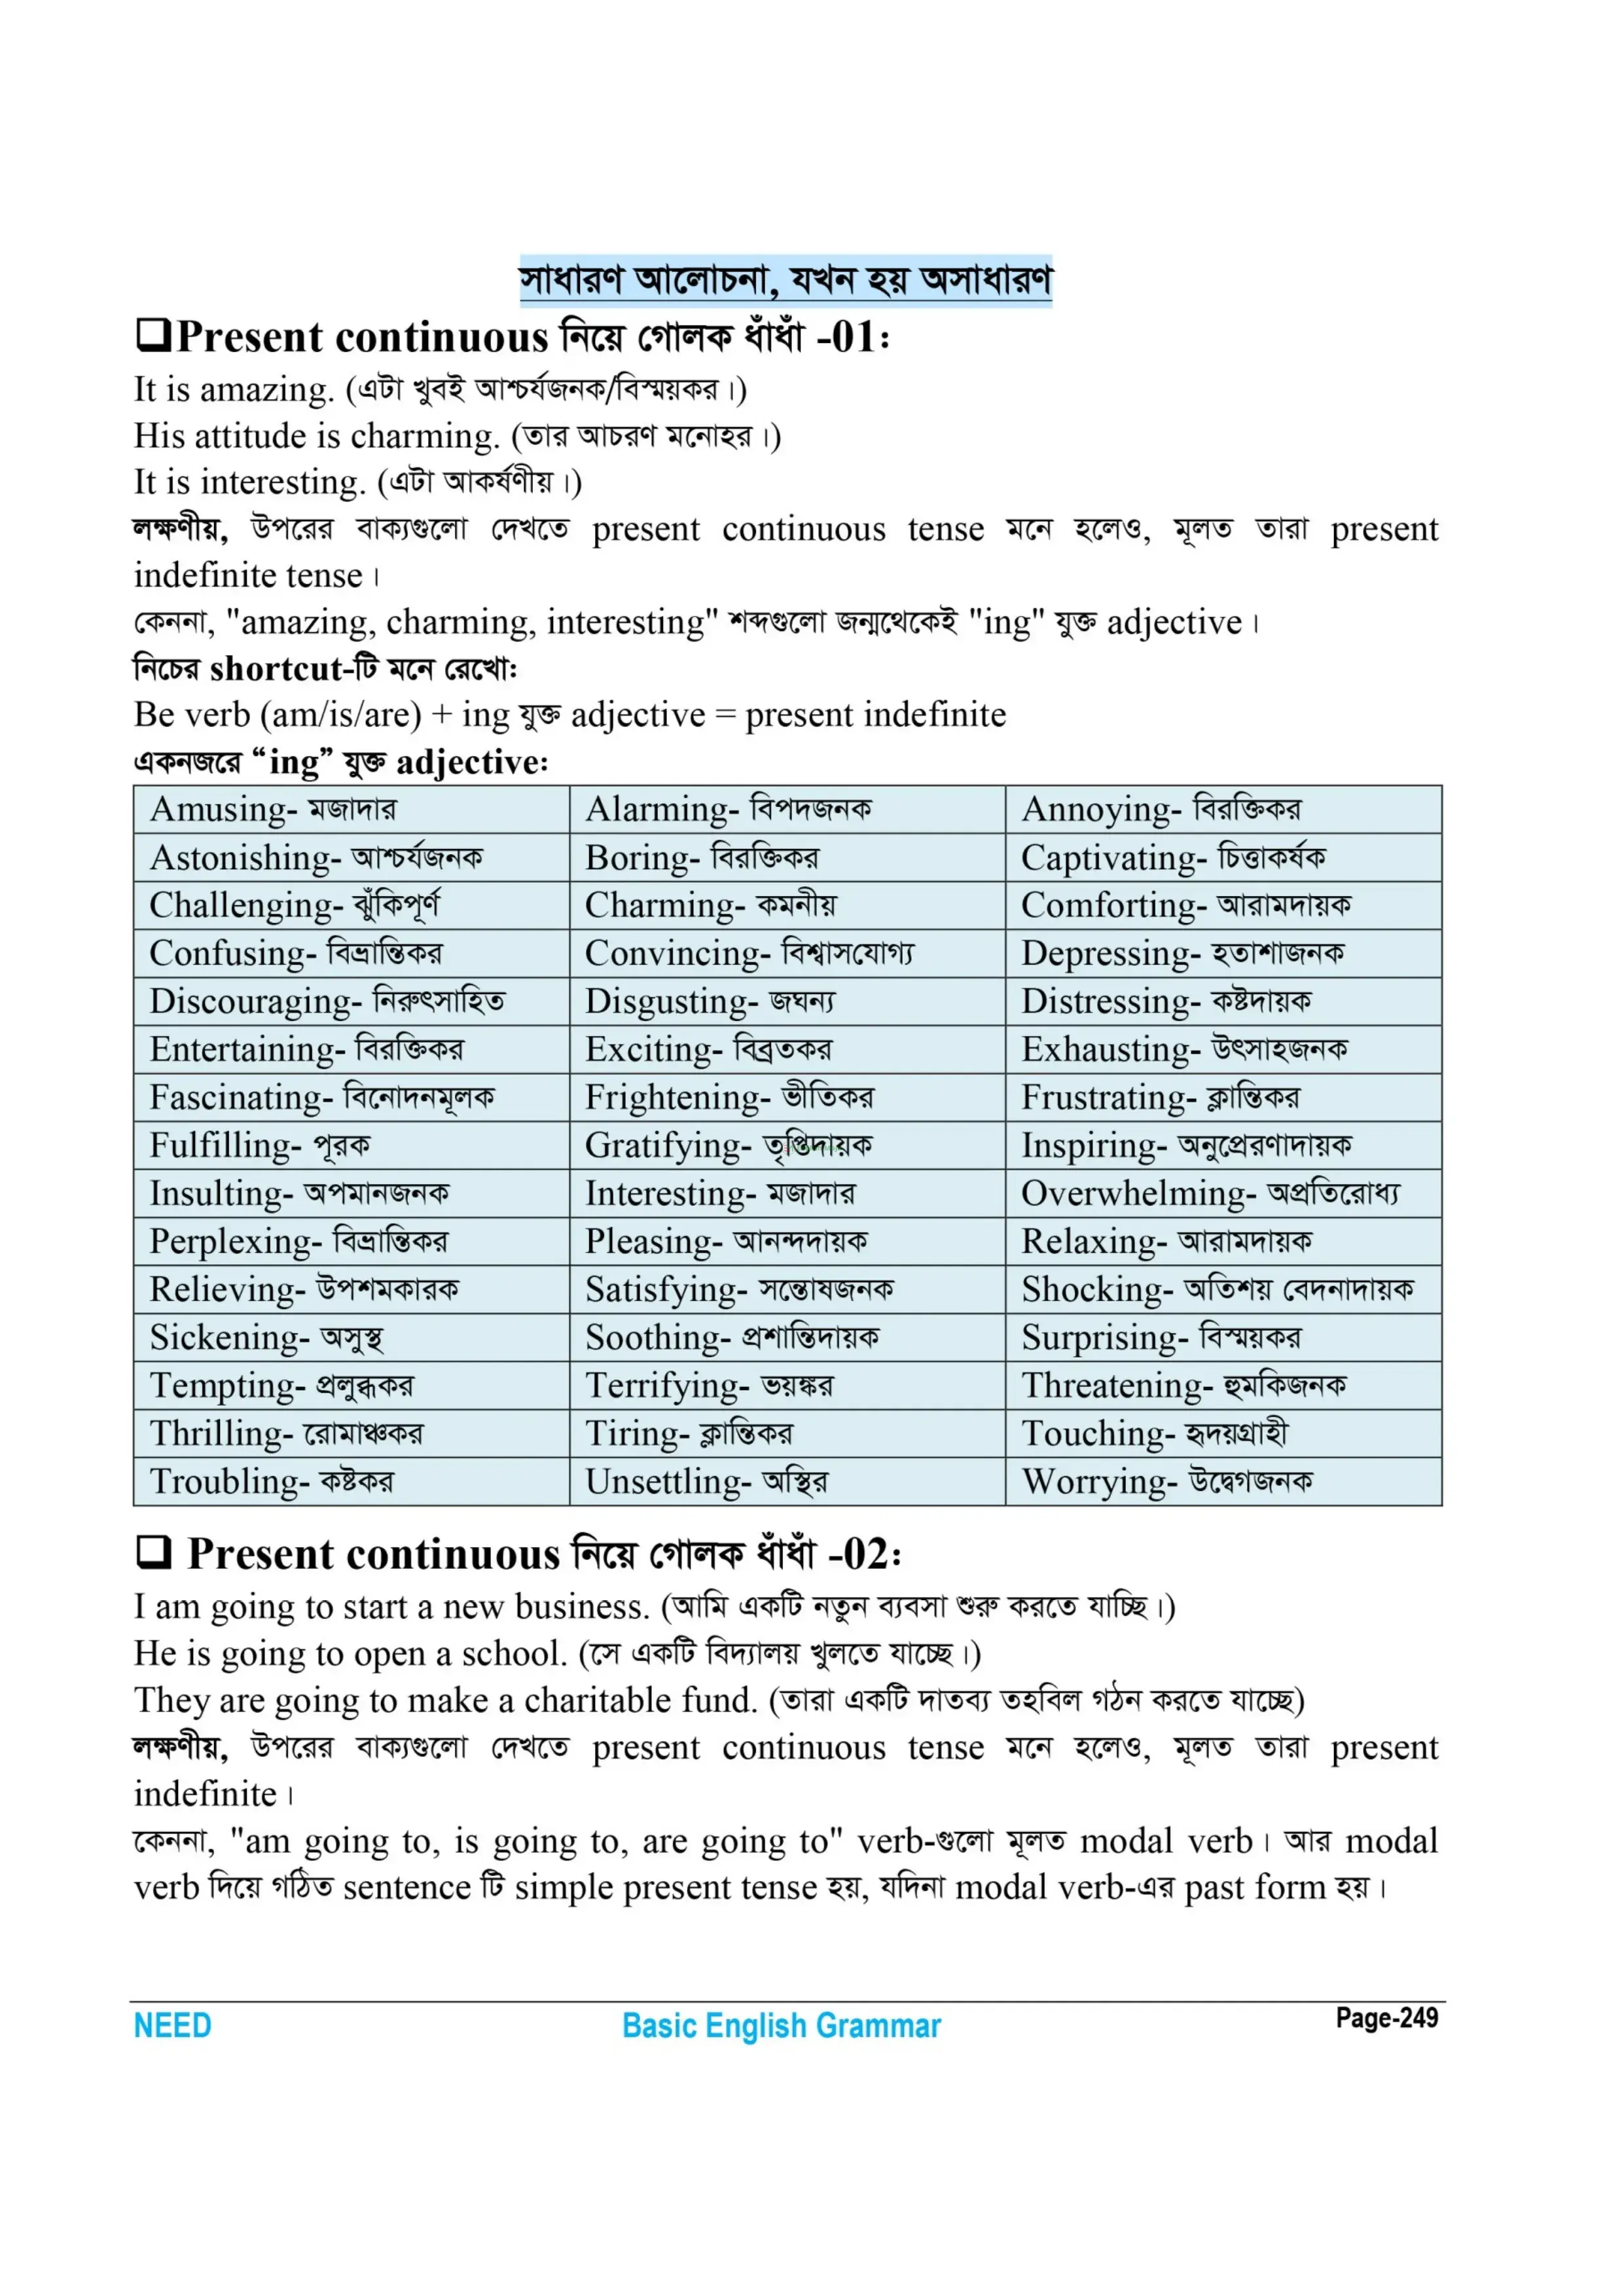 সাধারণ আলোচনা, যখন হয় অসাধারণ
❑Present continuous নিয়ে গোলক ধাঁধাঁ -01:
It is amazing. (এটা খুবই আশ্চর্যজনক/বিস্ময়কর।)
His attitude is charming. (তার আচরণ মনোহর।)
It is interesting. (এটা আকর্ষণীয়।)
লক্ষণীয়, উপরের বাক্যগুলো দেখতে present continuous tense মনে হলেও, মূলত তারা present
indefinite tense।
কেননা, "amazing, charming, interesting" শব্দগুলো জন্মথেকেই "ing" যুক্ত adjective।
নিচের shortcut-টি মনে রেখো:
Be verb (am/is/are) + ing যুক্ত adjective = present indefinite
একনজরে “ing” যুক্ত adjective:
Amusing- মজাদার Alarming- বিপদজনক Annoying- বিরক্তিকর
Astonishing- আশ্চর্যজনক Boring- বিরক্তিকর Captivating- চিত্তাকর্ষক
Challenging- ঝুঁকিপূর্ণ Charming- কমনীয় Comforting- আরামদায়ক
Confusing- বিভ্রান্তিকর Convincing- বিশ্বাসযোগ্য Depressing- হতাশাজনক
Discouraging- নিরুৎসাহিত Disgusting- জঘন্য Distressing- কষ্টদায়ক
Entertaining- বিরক্তিকর Exciting- বিব্রতকর Exhausting- উৎসাহজনক
Fascinating- বিনোদনমূলক Frightening- ভীতিকর Frustrating- ক্লান্তিকর
Fulfilling- পূরক Gratifying- তৃপ্তিদায়ক Inspiring- অনুপ্রেরণাদায়ক
Insulting- অপমানজনক Interesting- মজাদার Overwhelming- অপ্রতিরোধ্য
Perplexing- বিভ্রান্তিকর Pleasing- আনন্দদায়ক Relaxing- আরামদায়ক
Relieving- উপশমকারক Satisfying- সন্তোষজনক Shocking- অতিশয় বেদনাদায়ক
Sickening- অসুস্থ Soothing- প্রশান্তিদায়ক Surprising- বিস্ময়কর
Tempting- প্রলুব্ধকর Terrifying- ভয়ঙ্কর Threatening- হুমকিজনক
Thrilling- রোমাঞ্চকর Tiring- ক্লান্তিকর Touching- হৃদয়গ্রাহী
Troubling- কষ্টকর Unsettling- অস্থির Worrying- উদ্বেগজনক
❑ Present continuous নিয়ে গোলক ধাঁধাঁ -02:
I am going to start a new business. (আমি একটি নতুন ব্যবসা শুরু করতে যাচ্ছি।)
He is going to open a school. (সে একটি বিদ্যালয় খুলতে যাচ্ছে।)
They are going to make a charitable fund. (তারা একটি দাতব্য তহবিল গঠন করতে যাচ্ছে)
লক্ষণীয়, উপরের বাক্যগুলো দেখতে present continuous tense মনে হলেও, মূলত তারা present
indefinite।
কেননা, "am going to, is going to, are going to" verb-গুলো মূলত modal verb। আর modal
verb দিয়ে গঠিত sentence টি simple present tense হয়, যদিনা modal verb-এর past form হয়।
NEED Basic English Grammar Page-249